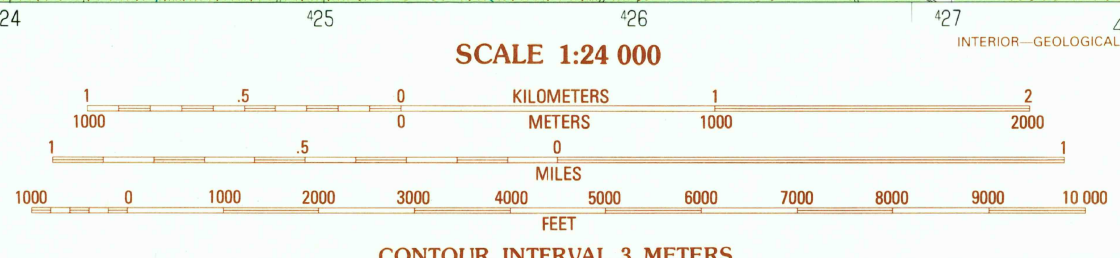 24 ⁴25 ⁴26 ⁴27
INTERIOR—GEOLOGICAL
SCALE 1:24 000
1 .5 0 KILOMETERS 1 2
1000 0 METERS 1000 2000
1 .5 0 1
MILES
1000 0 1000 2000 3000 4000 5000 6000 7000 8000 9000 10 000
FEET
CONTOUR INTERVAL 3 METERS